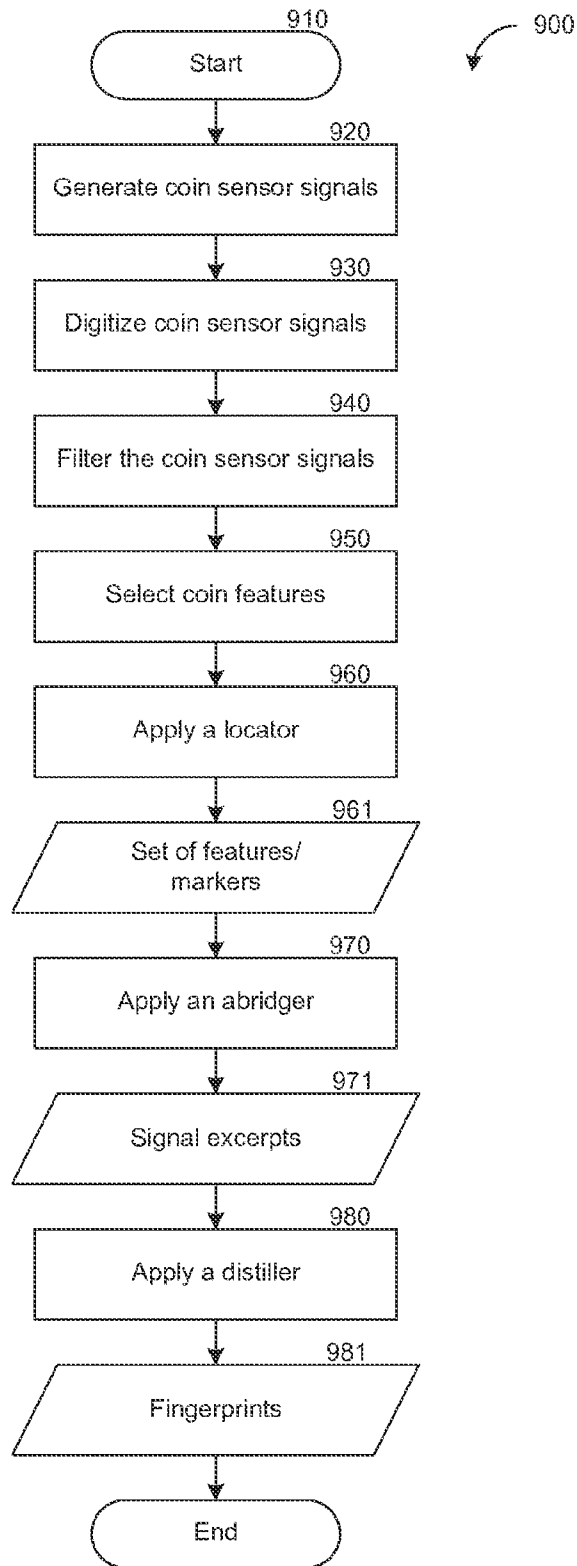 910
900
Start
920
Generate coin sensor signals
930
Digitize coin sensor signals
940
Filter the coin sensor signals
950
Select coin features
960
Apply a locator
961
Set of features/
markers
970
Apply an abridger
971
Signal excerpts
980
Apply a distiller
981
Fingerprints
End